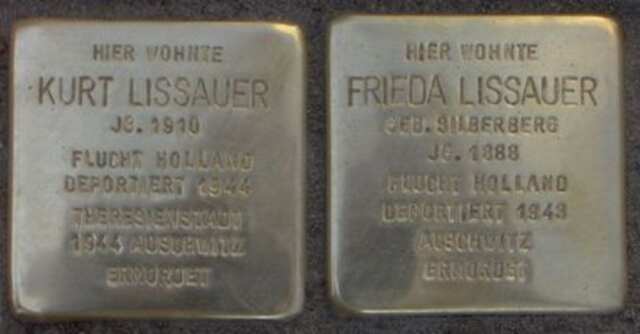 HIER WOHNTE
KURT LISSAUER
JG. 1910
FLUCHT HOLLAND
DEPORTIERT 1944
THERESIENSTADT
1944 AUSCHWITZ
ERMORDET
HIER WOHNTE
FRIEDA LISSAUER
GEB. SILBERBERG
JG. 1888
FLUCHT HOLLAND
DEPORTIERT 1943
AUSCHWITZ
ERMORDET